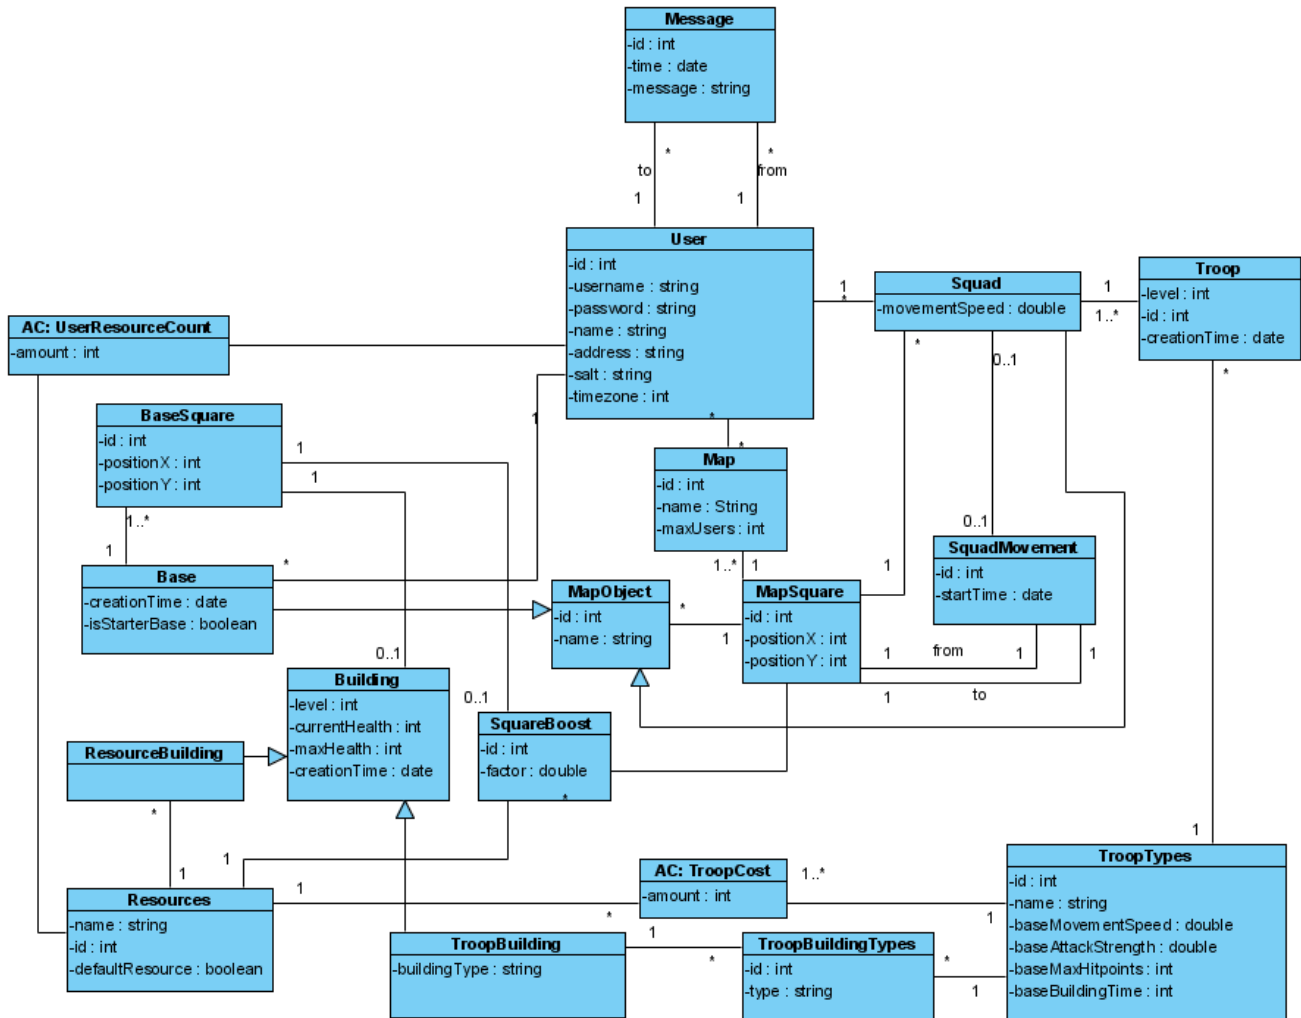 Message
-id : int
-time : date
-message : string
*
*
to
from
1
1
User
-id : int
-username : string
-password : string
-name : string
-address : string
-salt : string
-timezone : int
1
*
Squad
-movementSpeed : double
1
1..*
Troop
-level : int
-id : int
-creationTime : date
AC: UserResourceCount
-amount : int
*
0..1
*
BaseSquare
-id : int
-positionX : int
-positionY : int
1
1
1
*
*
Map
-id : int
-name : String
-maxUsers : int
1..*
1
0..1
SquadMovement
-id : int
-startTime : date
Base
-creationTime : date
-isStarterBase : boolean
*
1..*
1
1
MapObject
-id : int
-name : string
*
1
MapSquare
-id : int
-positionX : int
-positionY : int
1
from
1
1
1
to
0..1
Building
-level : int
-currentHealth : int
-maxHealth : int
-creationTime : date
0..1
SquareBoost
-id : int
-factor : double
*
ResourceBuilding
*
1
1
1
Resources
-name : string
-id : int
-defaultResource : boolean
1
*
AC: TroopCost
-amount : int
1..*
1
TroopTypes
-id : int
-name : string
-baseMovementSpeed : double
-baseAttackStrength : double
-baseMaxHitpoints : int
-baseBuildingTime : int
TroopBuilding
-buildingType : string
1
*
TroopBuildingTypes
-id : int
-type : string
*
1